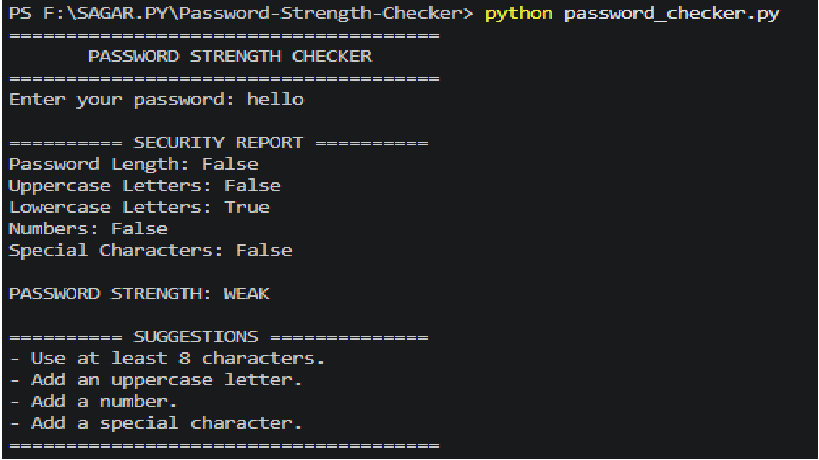 PS F:\SAGAR.PY\Password-Strength-Checker> python password_checker.py
======================================
PASSWORD STRENGTH CHECKER
======================================
Enter your password: hello
========== SECURITY REPORT ==========
Password Length: False
Uppercase Letters: False
Lowercase Letters: True
Numbers: False
Special Characters: False
PASSWORD STRENGTH: WEAK
========== SUGGESTIONS ==============
- Use at least 8 characters.
- Add an uppercase letter.
- Add a number.
- Add a special character.
======================================